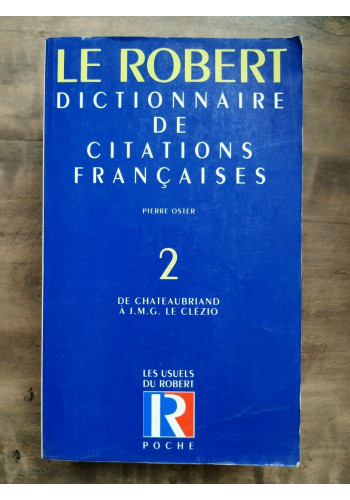 LE ROBERT
DICTIONNAIRE
DE
CITATIONS
FRANÇAISES
PIERRE OSTER
2
DE CHATEAUBRIAND
À J.M.G. LE CLÉZIO
LES USUELS
DU ROBERT
R
POCHE